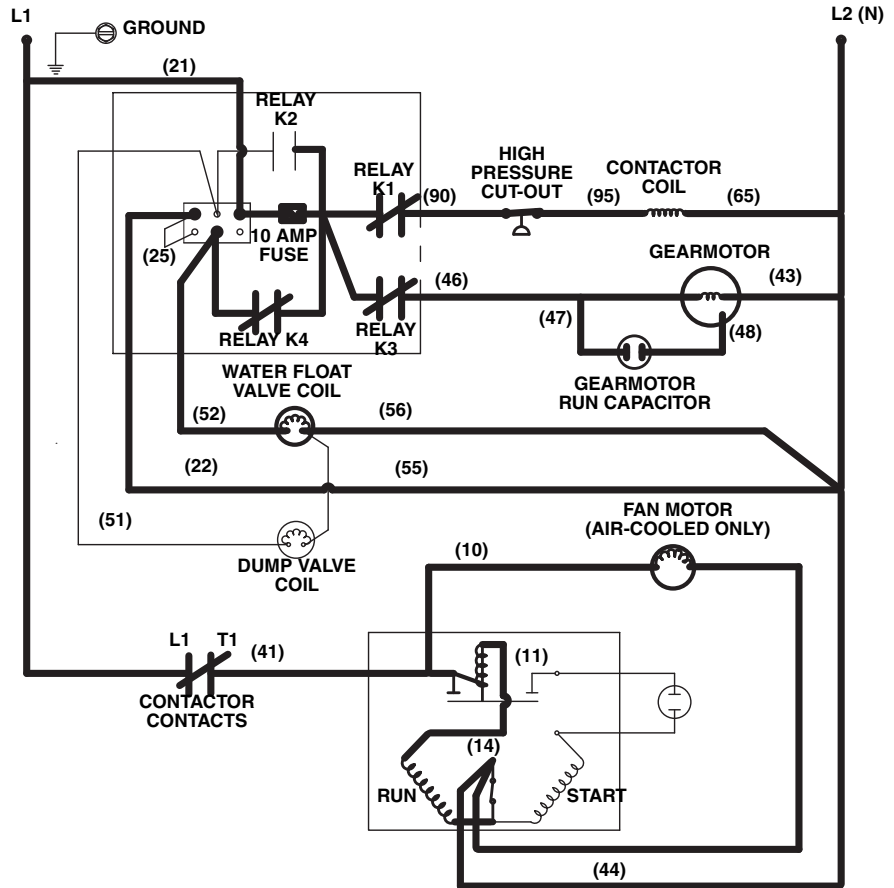 L1
L2 (N)
GROUND
(21)
RELAY
K2
RELAY
K1
(90)
HIGH
PRESSURE
CUT-OUT
(95)
CONTACTOR
COIL
(65)
(25)
10 AMP
FUSE
GEARMOTOR
(46)
(43)
RELAY K4
RELAY
K3
(47)
(48)
WATER FLOAT
VALVE COIL
GEARMOTOR
RUN CAPACITOR
(52)
(56)
(22)
(55)
(51)
FAN MOTOR
(AIR-COOLED ONLY)
DUMP VALVE
COIL
(10)
L1
T1
(41)
(11)
CONTACTOR
CONTACTS
(14)
RUN
START
(44)